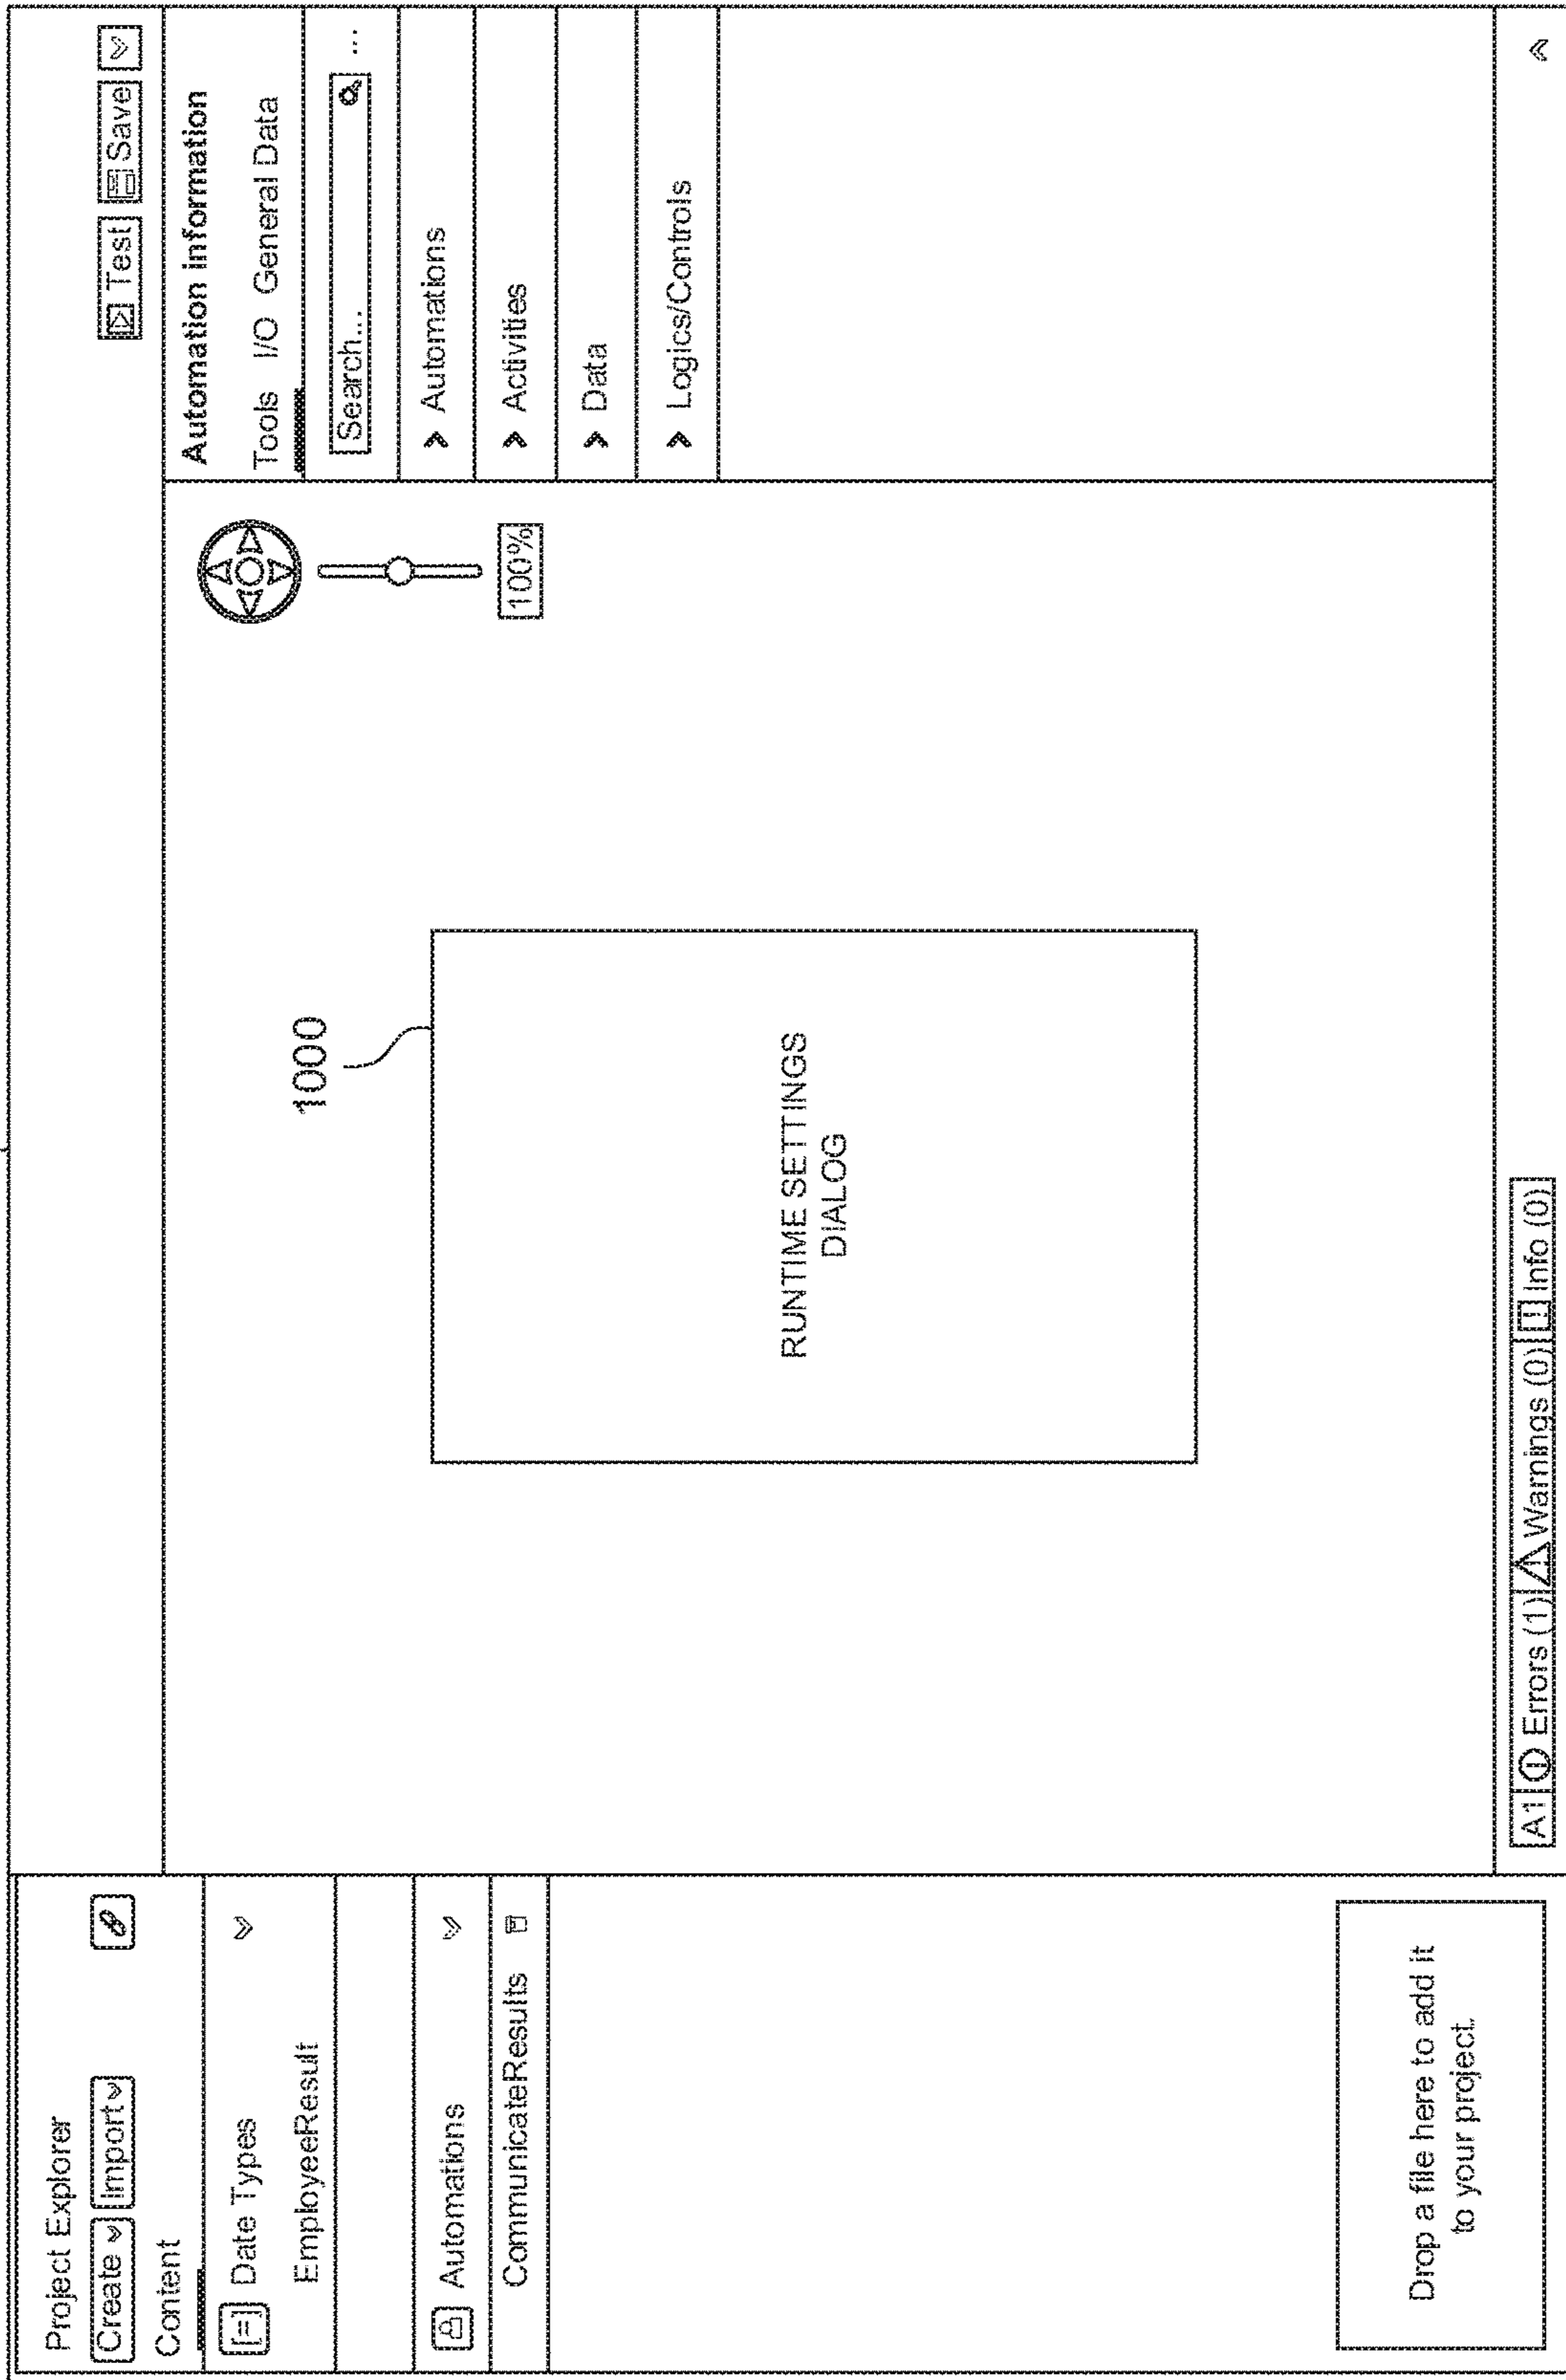 Project Explorer
Create Import
Content
Date Types
EmployeeResult
Automations
CommunicateResults
Drop a file here to add it
to your project.
Test Save
1000
RUNTIME SETTINGS
DIALOG
100%
Automation information
Tools I/O General Data
Search... ...
Automations
Activities
Data
Logics/Controls
A1 Errors (1) Warnings (0) Info (0)